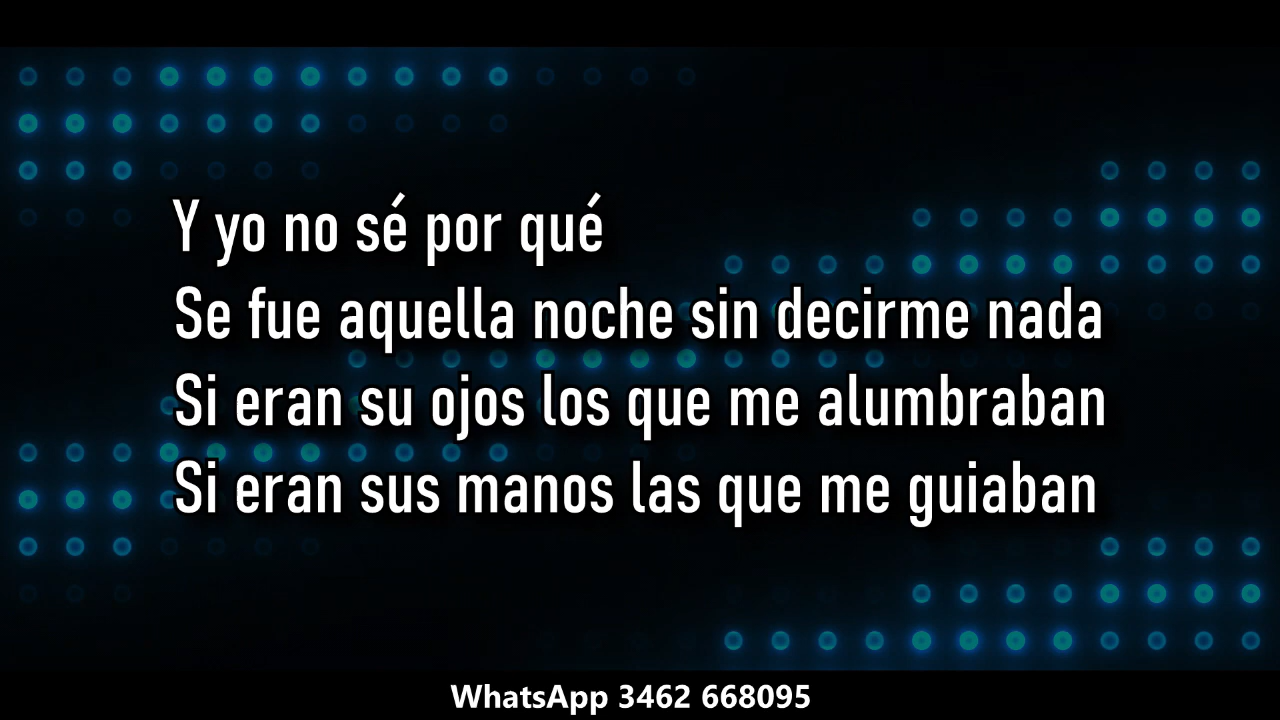 Y yo no sé por qué
Se fue aquella noche sin decirme nada
Si eran su ojos los que me alumbraban
Si eran sus manos las que me guiaban
WhatsApp 3462 668095